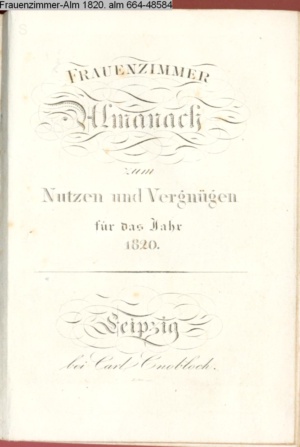 Frauenzimmer-Alm 1820. alm 664-48584
FRAUENZIMMER
Almanach
zum
Nutzen und Vergnügen
für das Jahr
1820.
Leipzig
bei Carl Cnobloch.